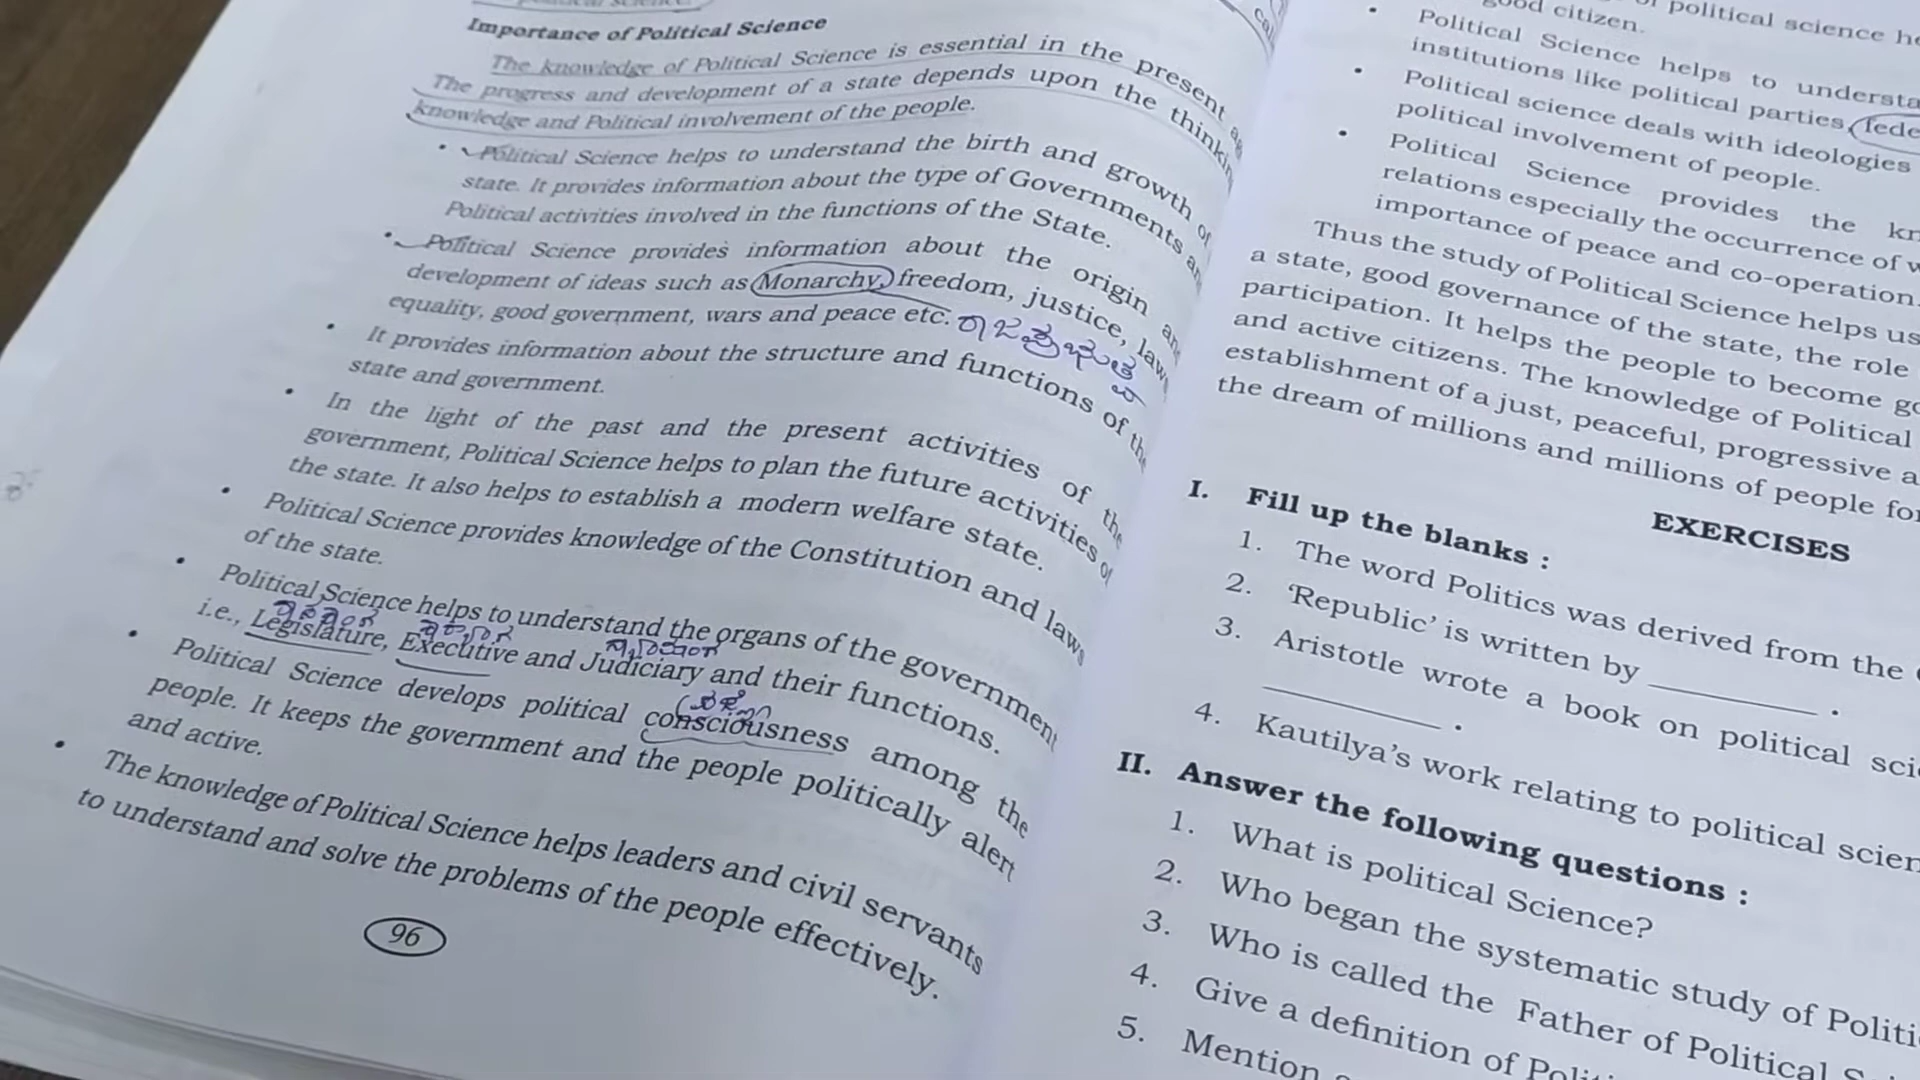 Importance of Political Science
The knowledge of Political Science is essential in the present
The progress and development of a state depends upon the thinking
knowledge and Political involvement of the people.
• Political Science helps to understand the birth and growth of
state. It provides information about the type of Governments
Political activities involved in the functions of the State.
• Political Science provides information about the origin
development of ideas such as Monarchy, freedom, justice, law,
equality, good government, wars and peace etc. ರಾಜಪ್ರಭುತ್ವ
• It provides information about the structure and functions of the
state and government.
• In the light of the past and the present activities of the
government, Political Science helps to plan the future activities of
the state. It also helps to establish a modern welfare state.
• Political Science provides knowledge of the Constitution and laws
of the state.
• Political Science helps to understand the organs of the government
i.e., Legislature, Executive and Judiciary and their functions.
• Political Science develops political consciousness among the
people. It keeps the government and the people politically alert
and active.
• The knowledge of Political Science helps leaders and civil servants
to understand and solve the problems of the people effectively.
96
political science
good citizen.
• Political Science helps to
institutions like political parties,
• Political science deals with ideologies
political involvement of people.
• Political Science provides the
relations especially the occurrence of
importance of peace and co-operation.
Thus the study of Political Science helps us
a state, good governance of the state, the role
participation. It helps the people to become
and active citizens. The knowledge of Political
establishment of a just, peaceful, progressive
the dream of millions and millions of people
EXERCISES
I. Fill up the blanks :
1. The word Politics was derived from the
2. ‘Republic’ is written by ________ .
3. Aristotle wrote a book on political
________ .
4. Kautilya’s work relating to political
II. Answer the following questions :
1. What is political Science?
2. Who began the systematic study of
3. Who is called the Father of Political
4. Give a definition of
5. Mention